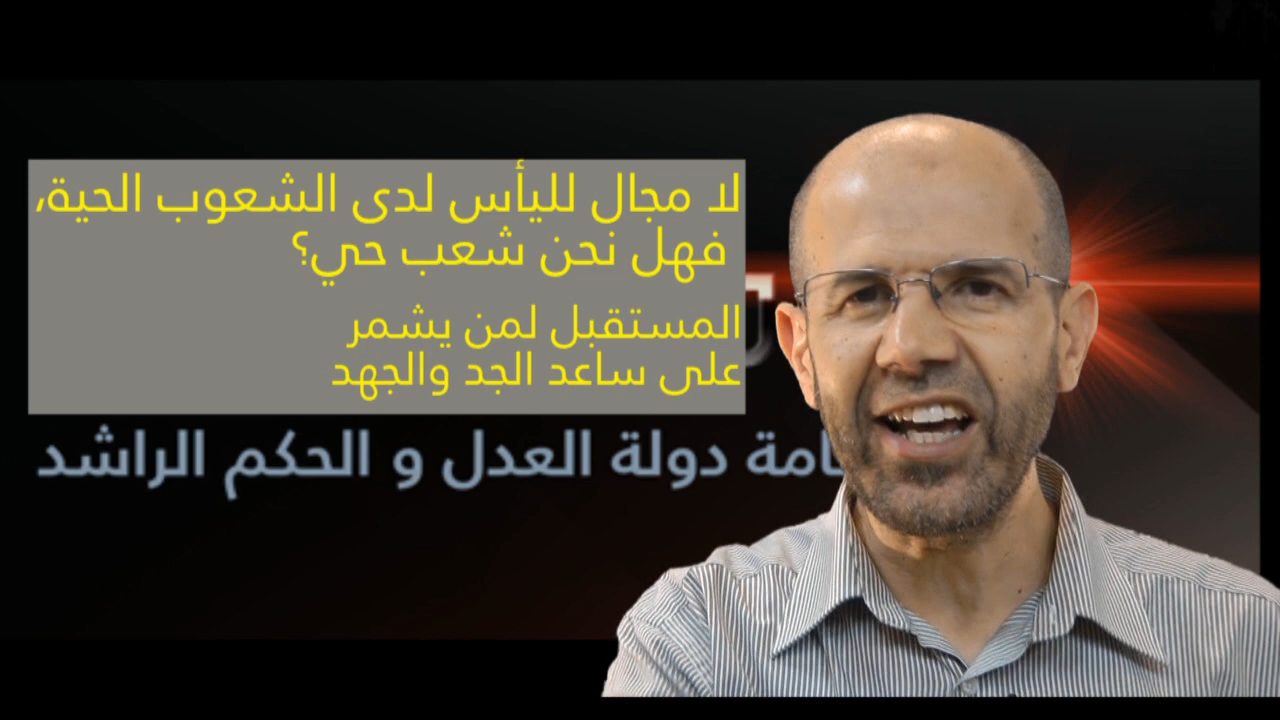 لا مجال لليأس لدى الشعوب الحية،
فهل نحن شعب حي؟
المستقبل لمن يشمر
على ساعد الجد والجهد
دولة العدل و الحكم الراشد